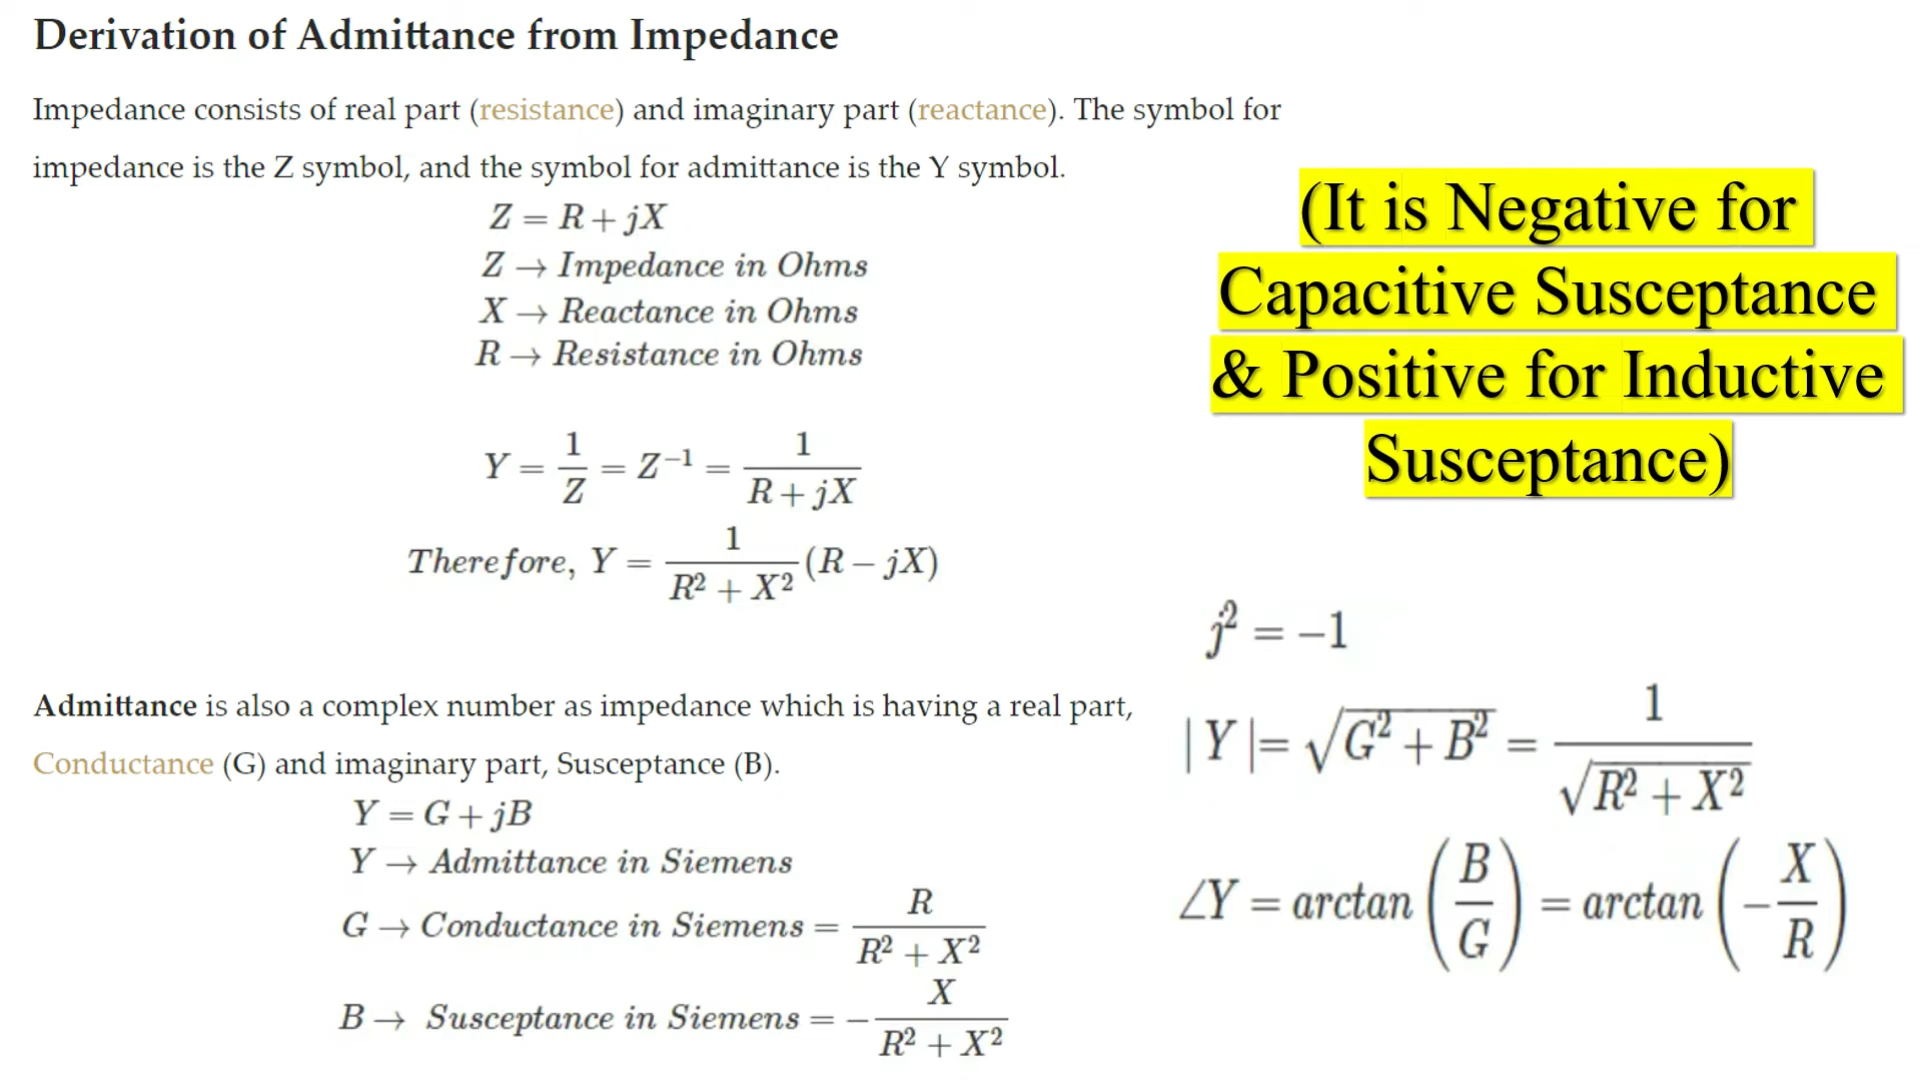 Derivation of Admittance from Impedance
Impedance consists of real part (resistance) and imaginary part (reactance). The symbol for
impedance is the Z symbol, and the symbol for admittance is the Y symbol.
Z = R + jX
Z → Impedance in Ohms
X → Reactance in Ohms
R → Resistance in Ohms
Y = 1/Z = Z⁻¹ = 1/(R + jX)
Therefore, Y = 1/(R² + X²) (R − jX)
Admittance is also a complex number as impedance which is having a real part,
Conductance (G) and imaginary part, Susceptance (B).
Y = G + jB
Y → Admittance in Siemens
G → Conductance in Siemens = R/(R² + X²)
B → Susceptance in Siemens = −X/(R² + X²)
(It is Negative for
Capacitive Susceptance
& Positive for Inductive
Susceptance)
j² = −1
|Y| = √(G² + B²) = 1/√(R² + X²)
∠Y = arctan(B/G) = arctan(−X/R)